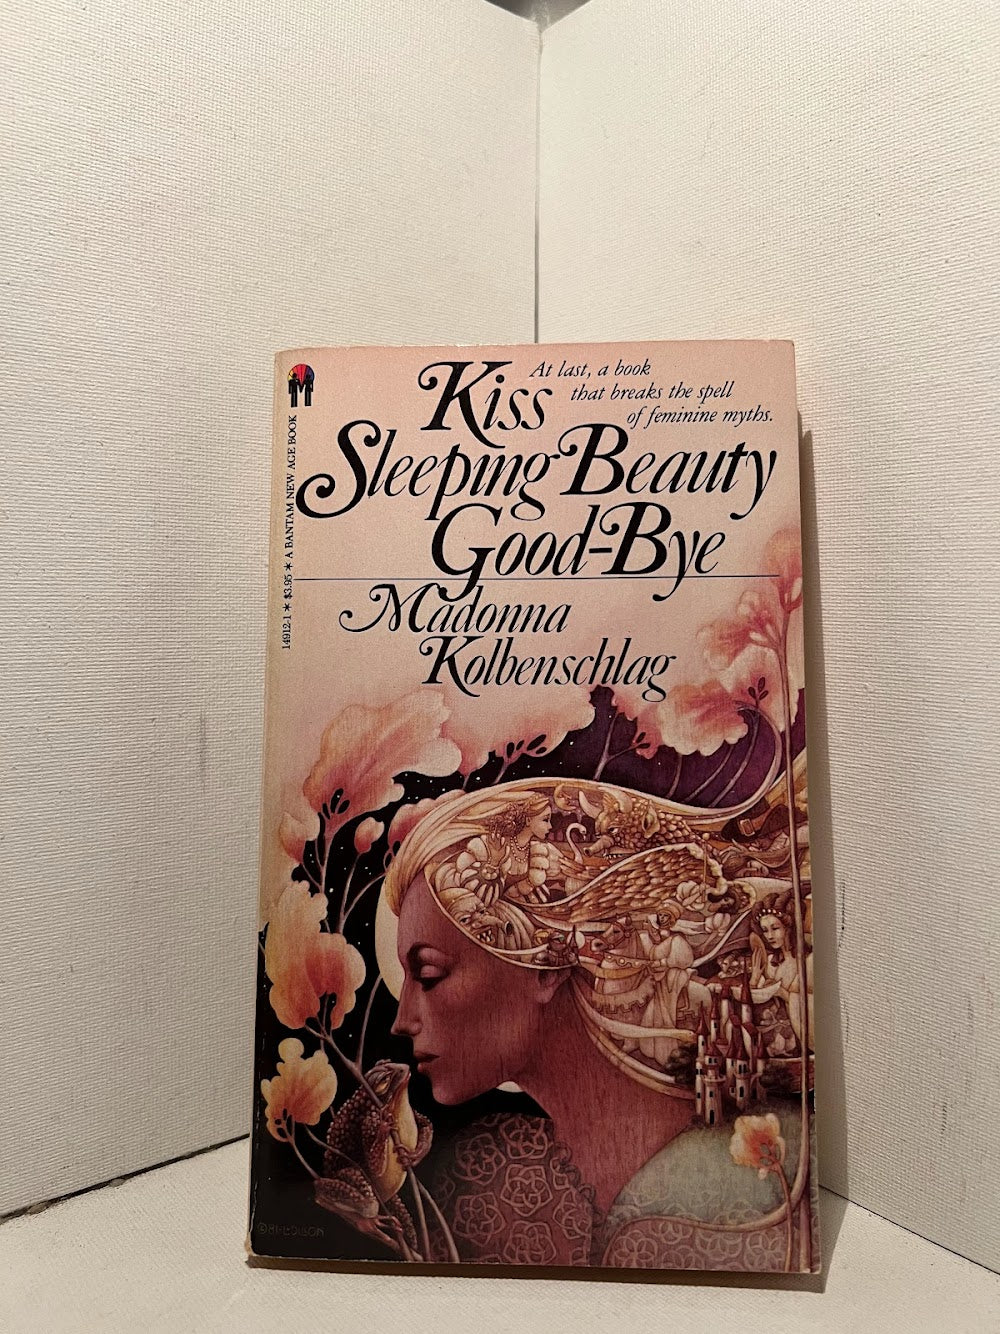 At last, a book
that breaks the spell
of feminine myths.
Kiss
Sleeping Beauty
Good-Bye
Madonna
Kolbenschlag
14912-1 * $3.95 * A BANTAM NEW AGE BOOK